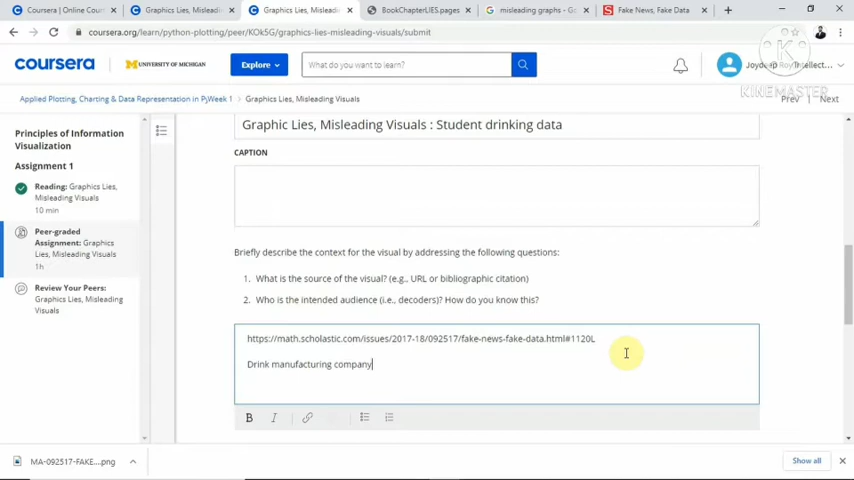 Coursera | Online Cour
Graphics Lies, Misleadi
Graphics Lies, Misleadi
BookChapterLIES.pages
misleading graphs - Go
Fake News, Fake Data
coursera.org/learn/python-plotting/peer/KOk5G/graphics-lies-misleading-visuals/submit
coursera
UNIVERSITY OF MICHIGAN
Explore
What do you want to learn?
Joydeep Roy Intellect...
KINEMASTER
Applied Plotting, Charting & Data Representation in Py
Week 1
Graphics Lies, Misleading Visuals
Prev
Next
Principles of Information
Visualization
Assignment 1
Reading: Graphics Lies,
Misleading Visuals
10 min
Peer-graded
Assignment: Graphics
Lies, Misleading Visuals
1h
Review Your Peers:
Graphics Lies, Misleading
Visuals
Graphic Lies, Misleading Visuals : Student drinking data
CAPTION
Briefly describe the context for the visual by addressing the following questions:
1. What is the source of the visual? (e.g., URL or bibliographic citation)
2. Who is the intended audience (i.e., decoders)? How do you know this?
https://math.scholastic.com/issues/2017-18/092517/fake-news-fake-data.html#1120L
Drink manufacturing company
B I
MA-092517-FAKE....png
Show all